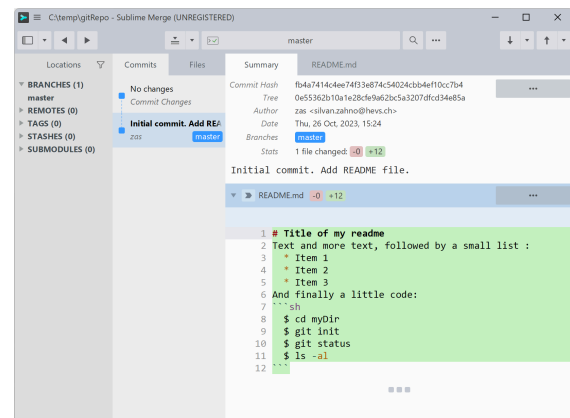 C:\temp\gitRepo - Sublime Merge (UNREGISTERED)
master
Locations
Commits
Files
Summary
README.md
BRANCHES (1)
master
REMOTES (0)
TAGS (0)
STASHES (0)
SUBMODULES (0)
No changes
Commit Changes
Initial commit. Add REA
zas
master
Commit Hash fb4a7414c4ee74f33e874c54024cbb4ef10cc7b4
Tree 0e55362b10a1e28cfe9a62bc5a3207dfcd34e85a
Author zas <silvan.zahno@hevs.ch>
Date Thu, 26 Oct, 2023, 15:24
Branches master
Stats 1 file changed: -0 +12
Initial commit. Add README file.
README.md -0 +12
1 # Title of my readme
2 Text and more text, followed by a small list :
3 * Item 1
4 * Item 2
5 * Item 3
6 And finally a little code:
7 ```sh
8 $ cd myDir
9 $ git init
10 $ git status
11 $ ls -al
12 ```